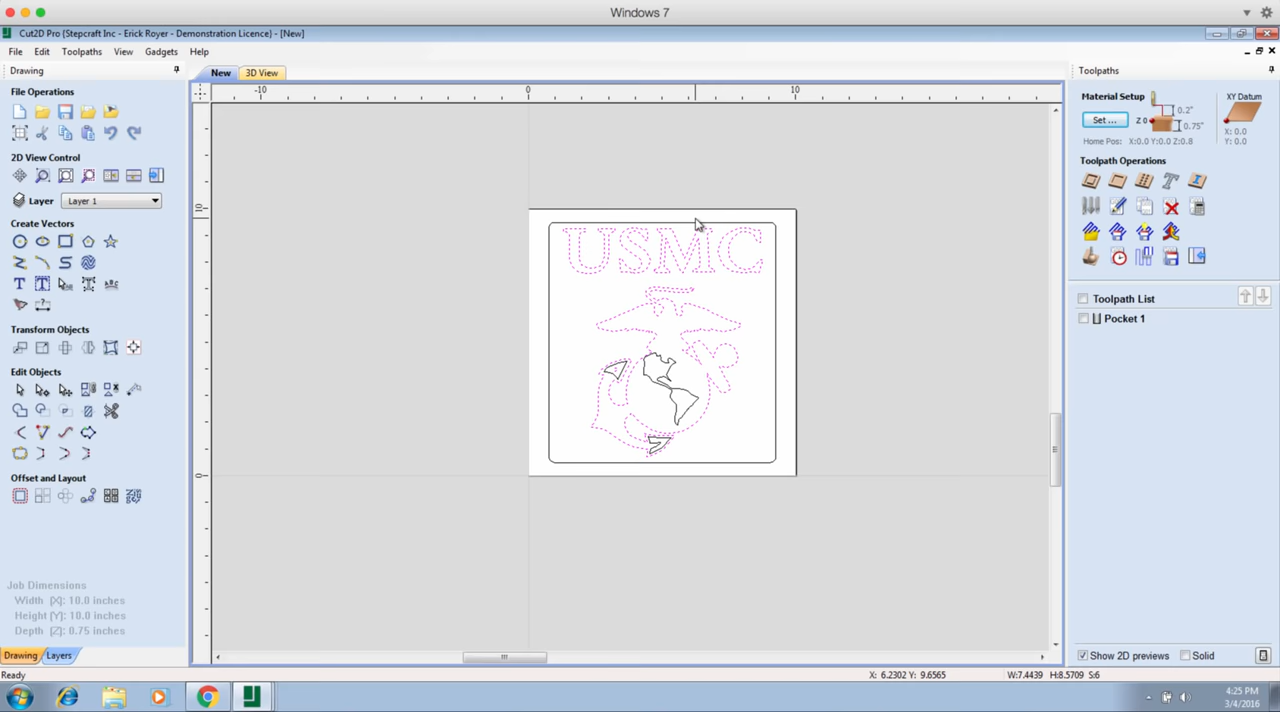 Windows 7
Cut2D Pro {Stepcraft Inc - Erick Royer - Demonstration Licence} - [New]
File Edit Toolpaths View Gadgets Help
Drawing
New 3D View
Toolpaths
File Operations
2D View Control
Layer Layer 1
Create Vectors
Transform Objects
Edit Objects
Offset and Layout
Job Dimensions
Width (X): 10.0 inches
Height (Y): 10.0 inches
Depth (Z): 0.75 inches
Drawing Layers
Ready
-10 0 10
10
0
USMC
Material Setup
Set ...
Z 0
0.2"
0.75"
XY Datum
X: 0.0
Y: 0.0
Home Pos: X:0.0 Y:0.0 Z:0.8
Toolpath Operations
Toolpath List
Pocket 1
Show 2D previews Solid
X: 6.2302 Y: 9.6565 W:7.4439 H:8.5709 S:6
4:25 PM
3/4/2016